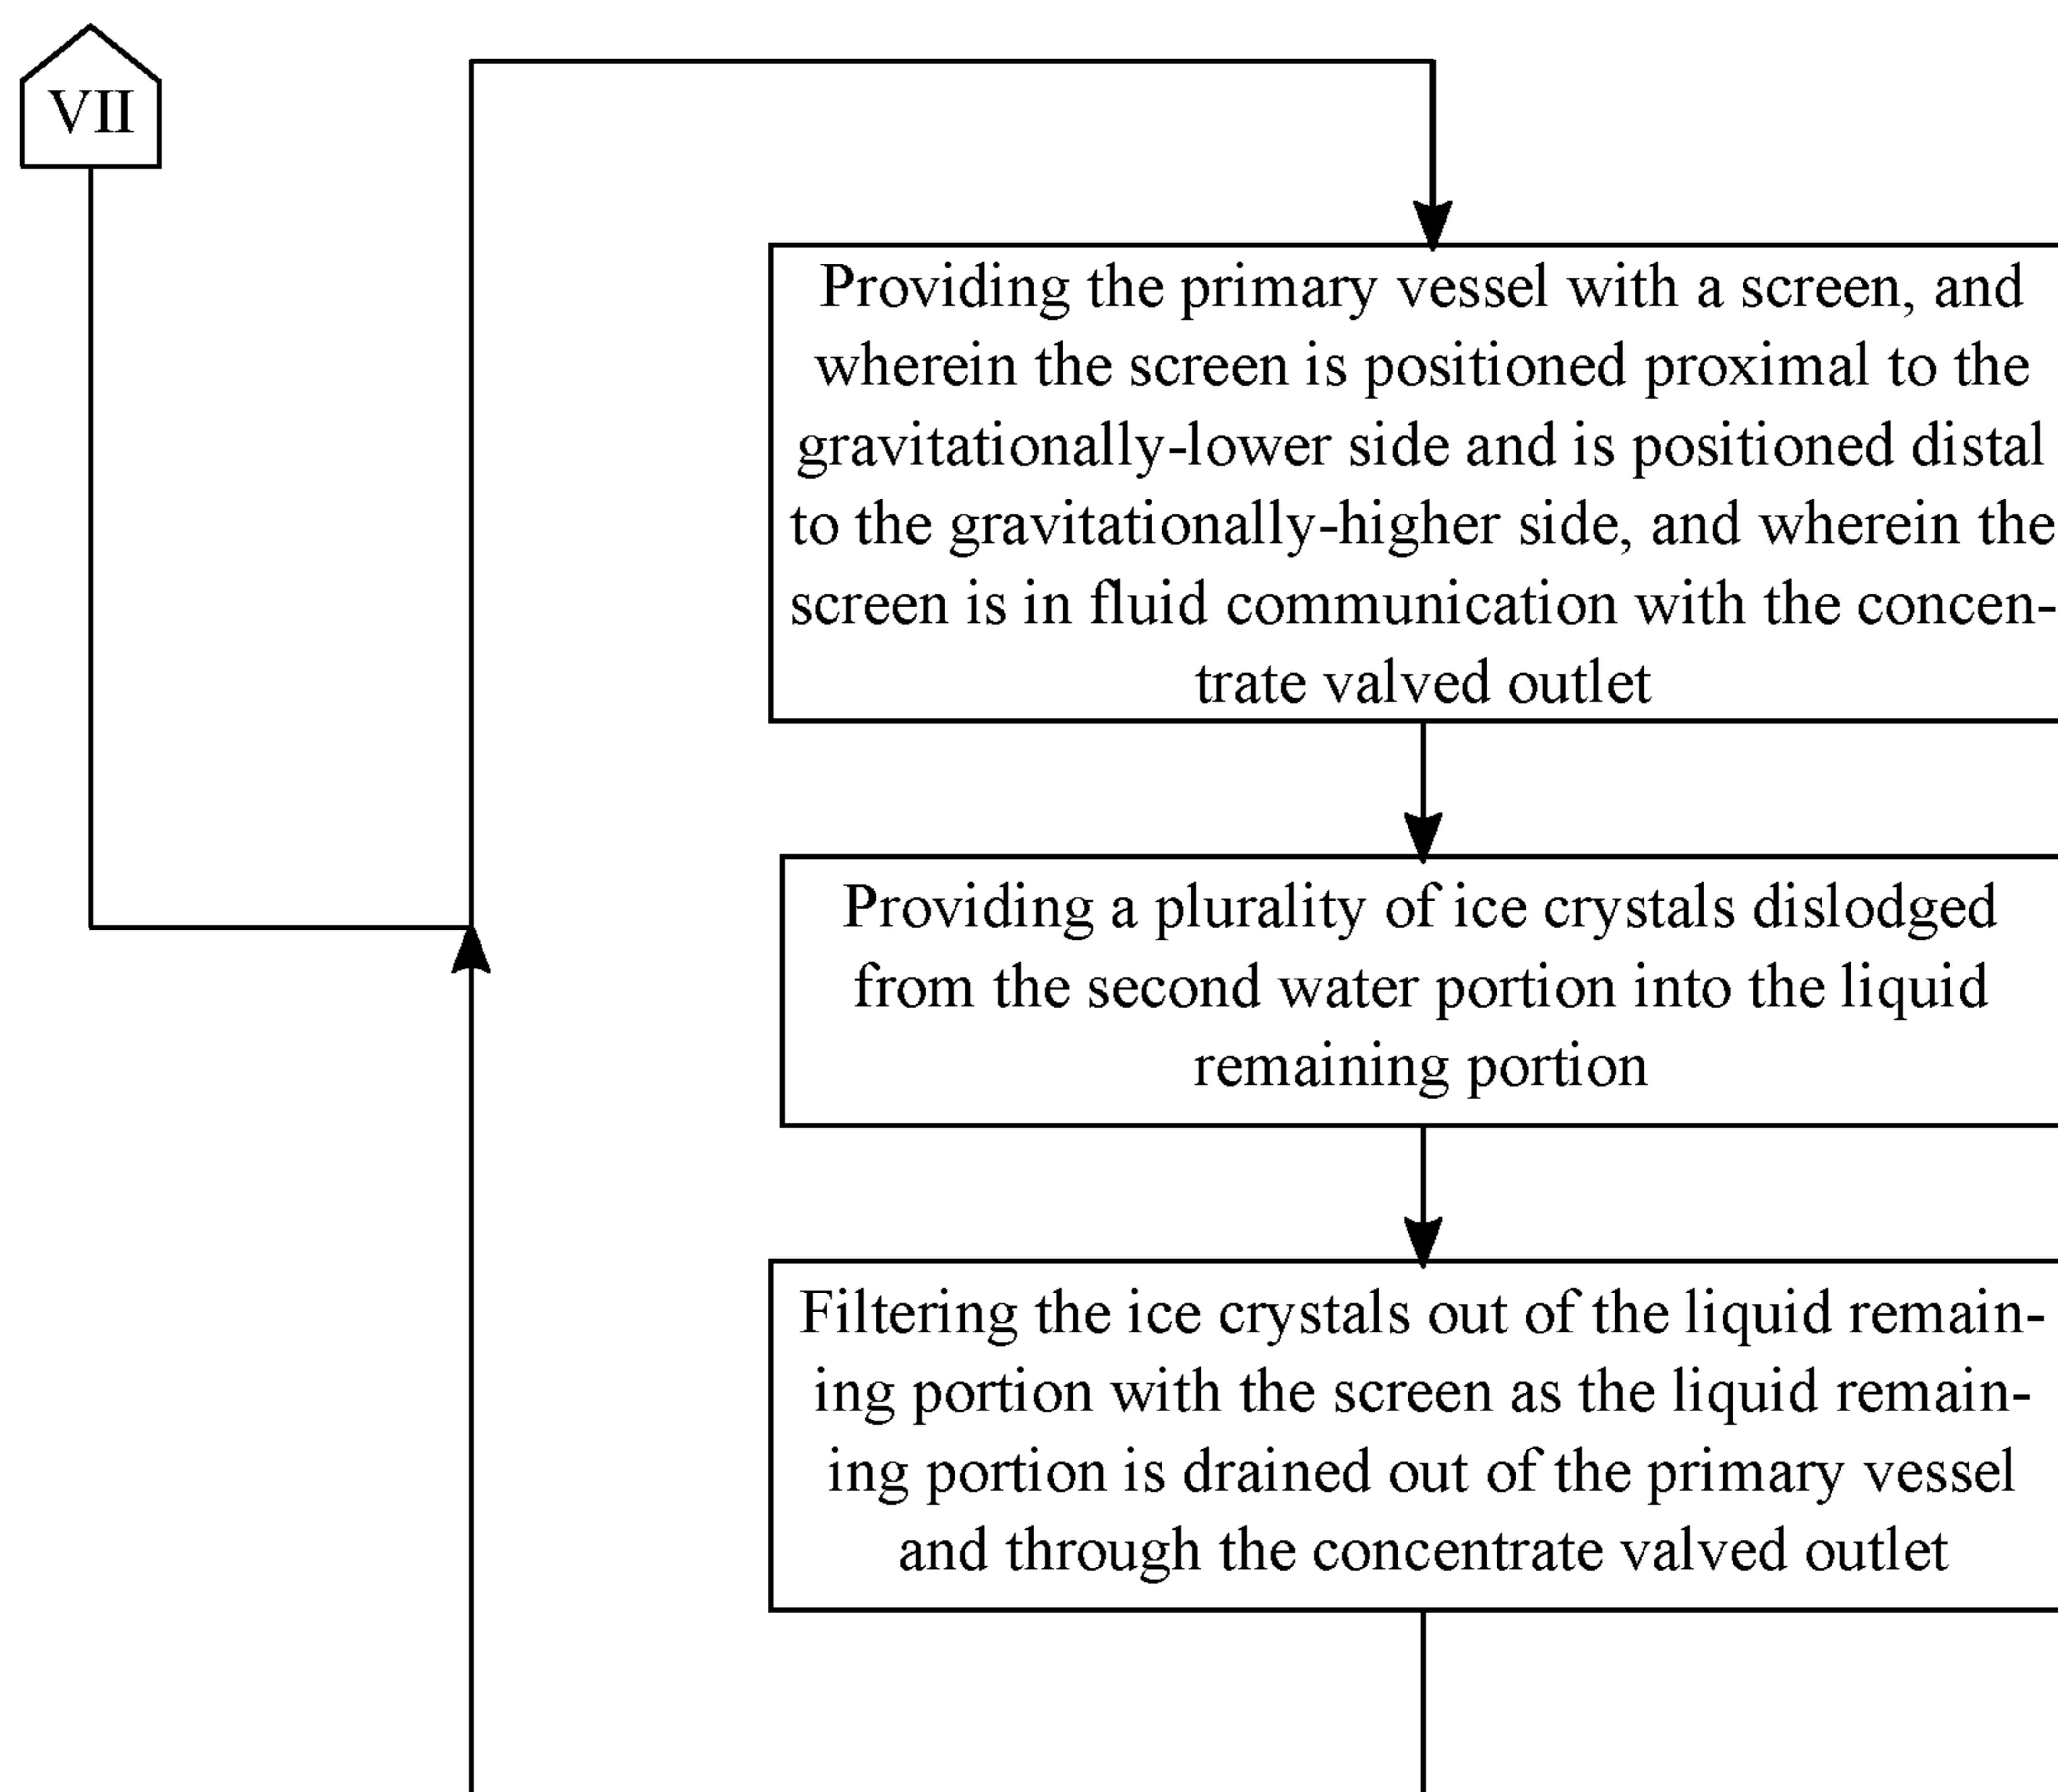 VII
Providing the primary vessel with a screen, and
wherein the screen is positioned proximal to the
gravitationally-lower side and is positioned distal
to the gravitationally-higher side, and wherein the
screen is in fluid communication with the concen-
trate valved outlet
Providing a plurality of ice crystals dislodged
from the second water portion into the liquid
remaining portion
Filtering the ice crystals out of the liquid remain-
ing portion with the screen as the liquid remain-
ing portion is drained out of the primary vessel
and through the concentrate valved outlet